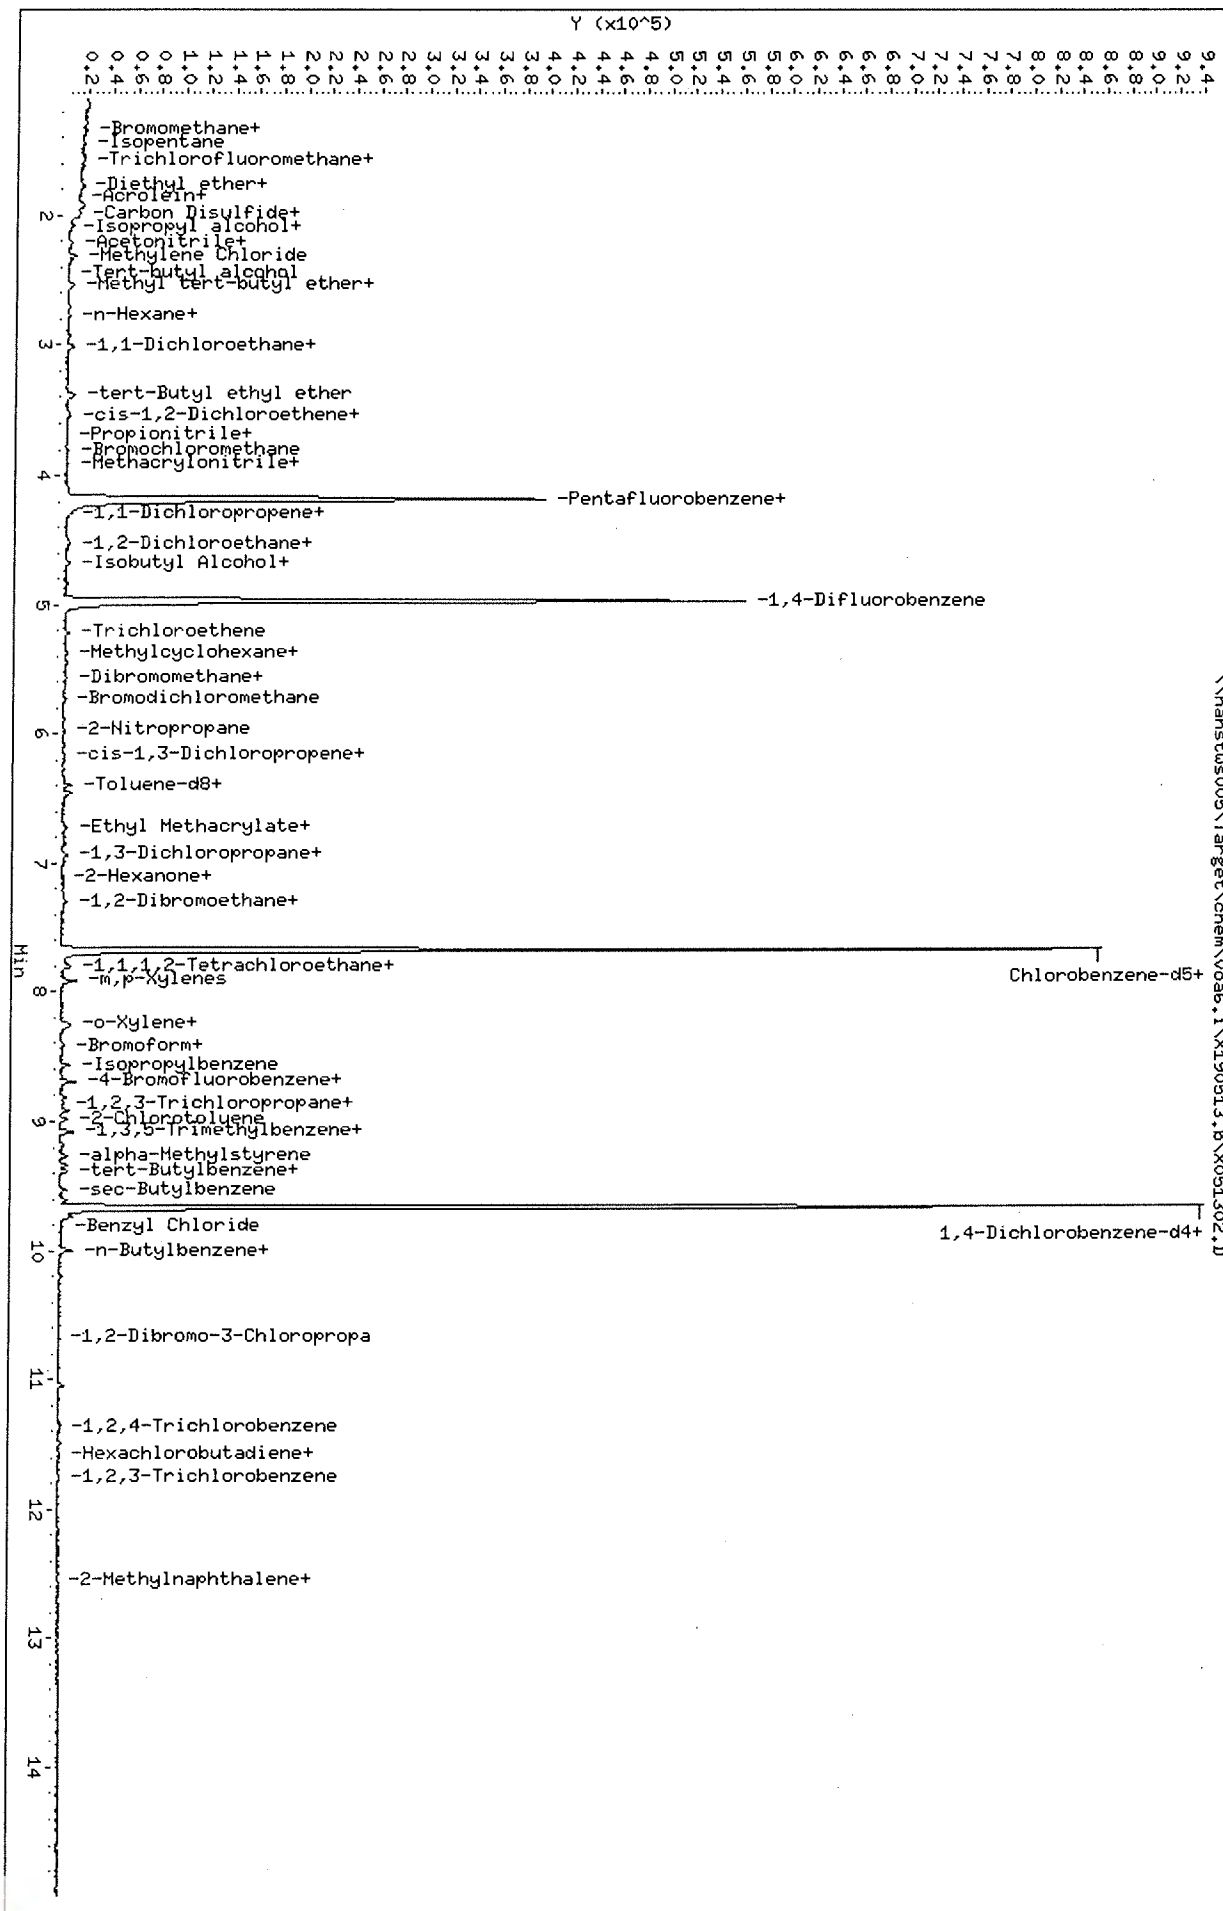 Y (x10^5)
0.2
0.4
0.6
0.8
1.0
1.2
1.4
1.6
1.8
2.0
2.2
2.4
2.6
2.8
3.0
3.2
3.4
3.6
3.8
4.0
4.2
4.4
4.6
4.8
5.0
5.2
5.4
5.6
5.8
6.0
6.2
6.4
6.6
6.8
7.0
7.2
7.4
7.6
7.8
8.0
8.2
8.4
8.6
8.8
9.0
9.2
9.4
-Bromomethane+
-Isopentane
-Trichlorofluoromethane+
-Diethyl ether+
-Acrolein+
-Carbon Disulfide+
2
-Isopropyl alcohol+
-Acetonitrile+
-Methylene Chloride
-Tert-butyl alcohol
-Methyl tert-butyl ether+
-n-Hexane+
3
-1,1-Dichloroethane+
-tert-Butyl ethyl ether
-cis-1,2-Dichloroethene+
-Propionitrile+
-Bromochloromethane
-Methacrylonitrile+
4
-Pentafluorobenzene+
-1,1-Dichloropropene+
-1,2-Dichloroethane+
-Isobutyl Alcohol+
-1,4-Difluorobenzene
5
-Trichloroethene
-Methylcyclohexane+
-Dibromomethane+
-Bromodichloromethane
-2-Nitropropane
6
-cis-1,3-Dichloropropene+
-Toluene-d8+
-Ethyl Methacrylate+
-1,3-Dichloropropane+
7
-2-Hexanone+
-1,2-Dibromoethane+
Min
-1,1,1,2-Tetrachloroethane+
Chlorobenzene-d5+
-m,p-Xylenes
8
-o-Xylene+
-Bromoform+
-Isopropylbenzene
-4-Bromofluorobenzene+
-1,2,3-Trichloropropane+
-2-Chlorotoluene
9
-1,3,5-Trimethylbenzene+
-alpha-Methylstyrene
-tert-Butylbenzene+
-sec-Butylbenzene
-Benzyl Chloride
1,4-Dichlorobenzene-d4+
10
-n-Butylbenzene+
-1,2-Dibromo-3-Chloropropa
11
-1,2,4-Trichlorobenzene
-Hexachlorobutadiene+
-1,2,3-Trichlorobenzene
12
-2-Methylnaphthalene+
13
14